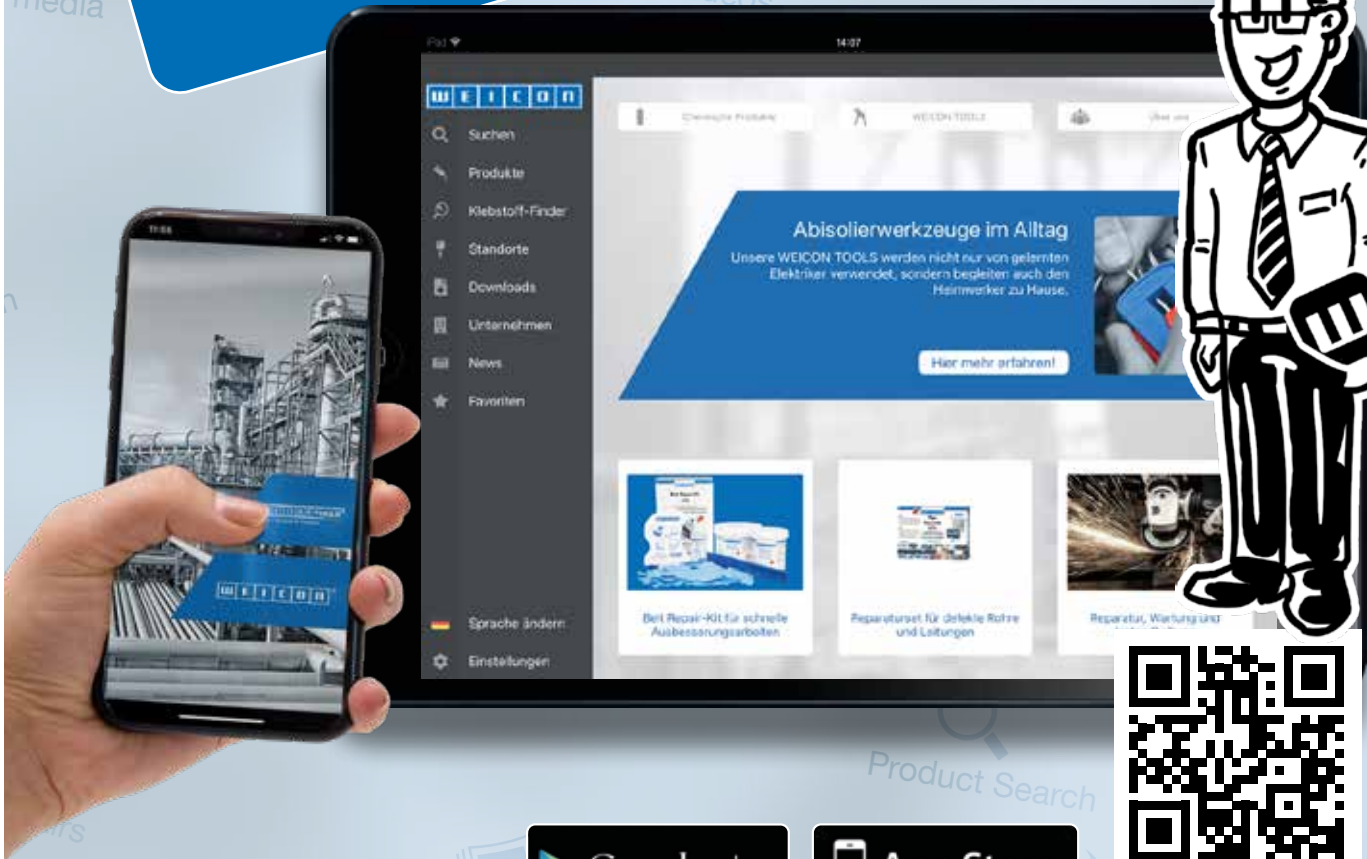 media
iPad
14:07
WEICON
Suchen
Produkte
Klebstoff-Finder
Standorte
Downloads
Unternehmen
News
Favoriten
Sprache ändern
Einstellungen
Chemische Produkte
WEICON TOOLS
Über uns
Abisolierwerkzeuge im Alltag
Unsere WEICON TOOLS werden nicht nur von gelernten
Elektriker verwendet, sondern begleiten auch den
Heimwerker zu Hause.
Hier mehr erfahren!
Belt Repair-Kit für schnelle
Ausbesserungsarbeiten
Reparaturset für defekte Rohre
und Leitungen
Reparatur, Wartung und
WEICON
Product Search